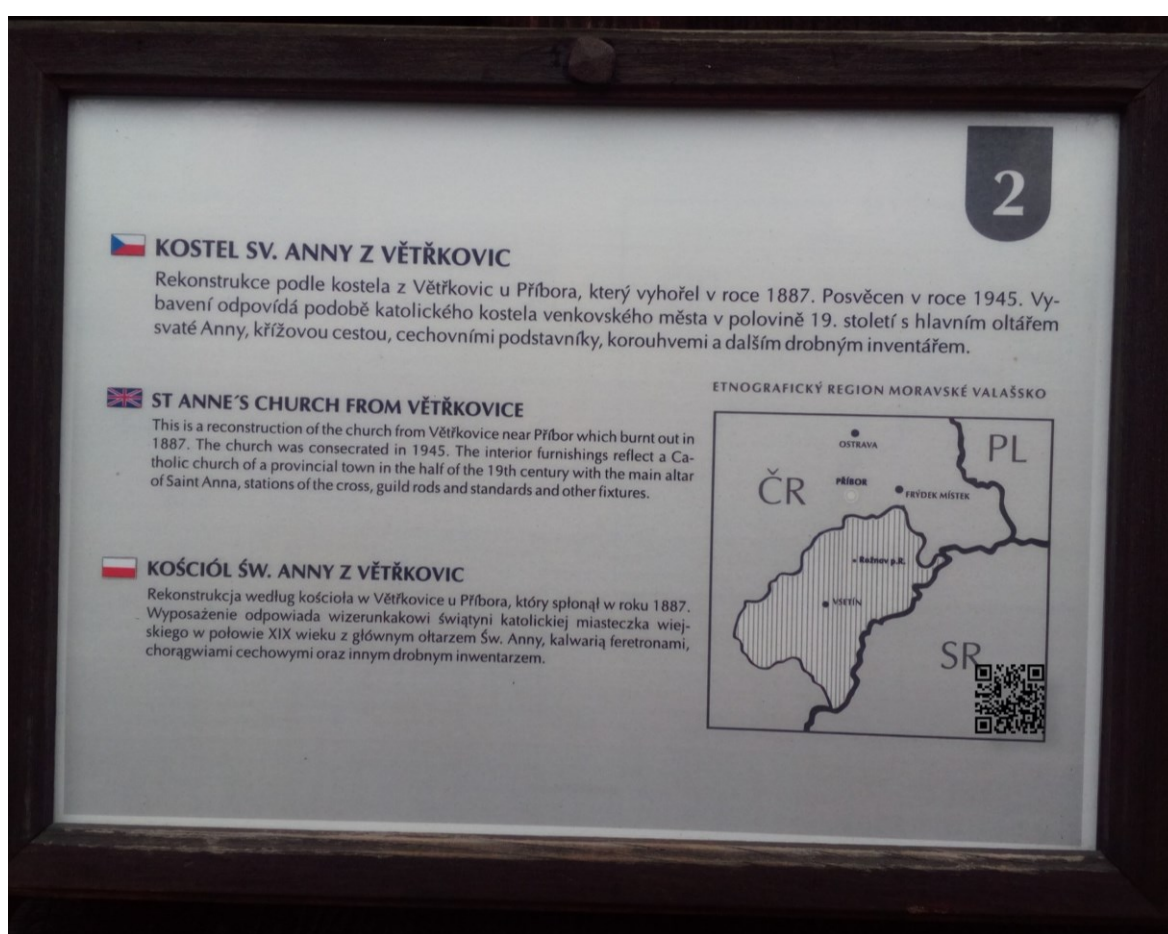 2
KOSTEL SV. ANNY Z VĚTŘKOVIC
Rekonstrukce podle kostela z Větřkovic u Příbora, který vyhořel v roce 1887. Posvěcen v roce 1945. Vy-
bavení odpovídá podobě katolického kostela venkovského města v polovině 19. století s hlavním oltářem
svaté Anny, křížovou cestou, cechovními podstavníky, korouhvemi a dalším drobným inventářem.
ST ANNE´S CHURCH FROM VĚTŘKOVICE
This is a reconstruction of the church from Větřkovice near Příbor which burnt out in
1887. The church was consecrated in 1945. The interior furnishings reflect a Ca-
tholic church of a provincial town in the half of the 19th century with the main altar
of Saint Anna, stations of the cross, guild rods and standards and other fixtures.
KOŚCIÓL ŚW. ANNY Z VĚTŘKOVIC
Rekonstrukcja według kościoła w Větřkovice u Příbora, który spłonął w roku 1887.
Wyposażenie odpowiada wizerunkakowi świątyni katolickiej miasteczka wiej-
skiego w połowie XIX wieku z głównym ołtarzem Św. Anny, kalwarią feretronami,
chorągwiami cechowymi oraz innym drobnym inwentarzem.
ETNOGRAFICKÝ REGION MORAVSKÉ VALAŠSKO
OSTRAVA
PL
ČR
PŘÍBOR
FRÝDEK MÍSTEK
Rožnov p.R.
VSETÍN
SR